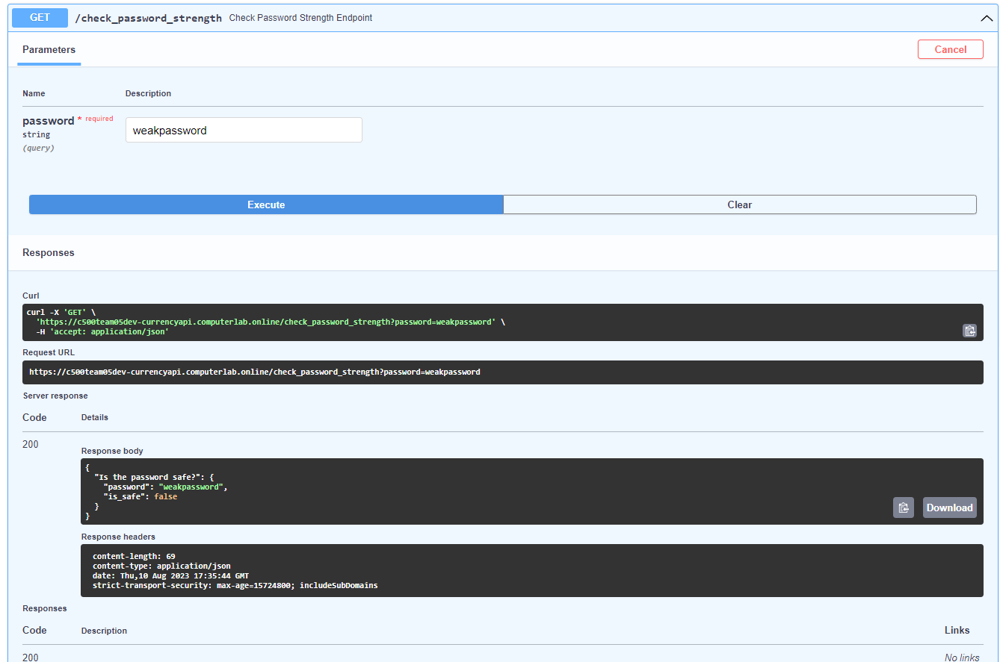 GET /check_password_strength Check Password Strength Endpoint
Parameters Cancel
Name Description
password * required weakpassword
string
(query)
Execute Clear
Responses
Curl
curl -X 'GET' \
'https://c500team05dev-currencyapi.computerlab.online/check_password_strength?password=weakpassword' \
-H 'accept: application/json'
Request URL
https://c500team05dev-currencyapi.computerlab.online/check_password_strength?password=weakpassword
Server response
Code Details
200
Response body
{
"Is the password safe?": {
"password": "weakpassword",
"is_safe": false
}
}
Download
Response headers
content-length: 69
content-type: application/json
date: Thu,10 Aug 2023 17:35:44 GMT
strict-transport-security: max-age=15724800; includeSubDomains
Responses
Code Description Links
200 No links